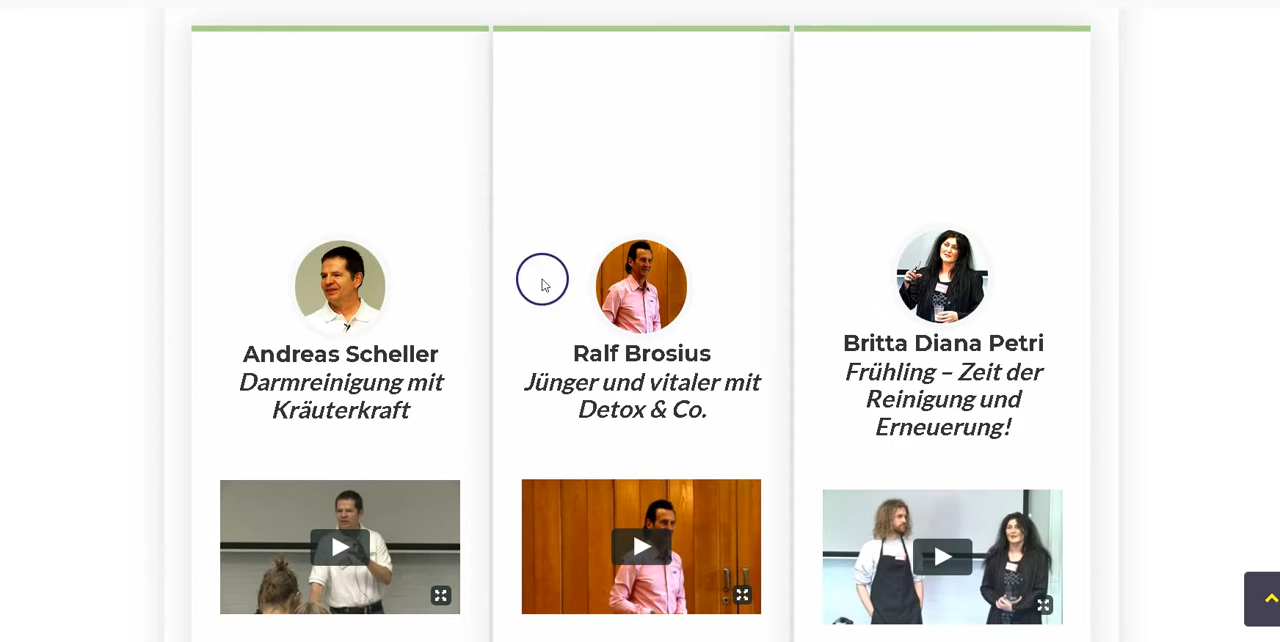 Andreas Scheller
Darmreinigung mit
Kräuterkraft
Ralf Brosius
Jünger und vitaler mit
Detox & Co.
Britta Diana Petri
Frühling – Zeit der
Reinigung und
Erneuerung!